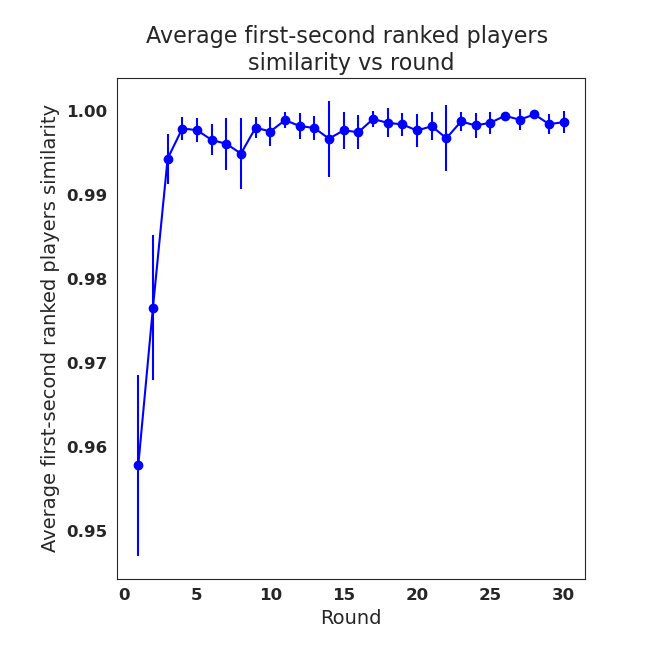 Average first-second ranked players
similarity vs round
Average first-second ranked players similarity
1.00
0.99
0.98
0.97
0.96
0.95
0 5 10 15 20 25 30
Round